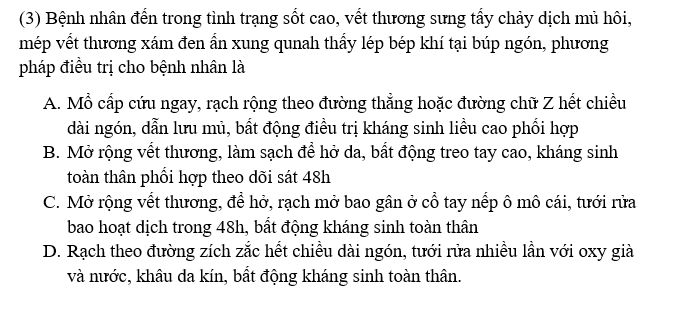 (3) Bệnh nhân đến trong tình trạng sốt cao, vết thương sưng tấy chảy dịch mủ hôi,
mép vết thương xám đen ấn xung qunah thấy lép bép khí tại búp ngón, phương
pháp điều trị cho bệnh nhân là
A. Mổ cấp cứu ngay, rạch rộng theo đường thẳng hoặc đường chữ Z hết chiều
dài ngón, dẫn lưu mủ, bất động điều trị kháng sinh liều cao phối hợp
B. Mở rộng vết thương, làm sạch để hở da, bất động treo tay cao, kháng sinh
toàn thân phối hợp theo dõi sát 48h
C. Mở rộng vết thương, để hở, rạch mở bao gân ở cổ tay nếp ô mô cái, tưới rửa
bao hoạt dịch trong 48h, bất động kháng sinh toàn thân
D. Rạch theo đường zích zắc hết chiều dài ngón, tưới rửa nhiều lần với oxy già
và nước, khâu da kín, bất động kháng sinh toàn thân.